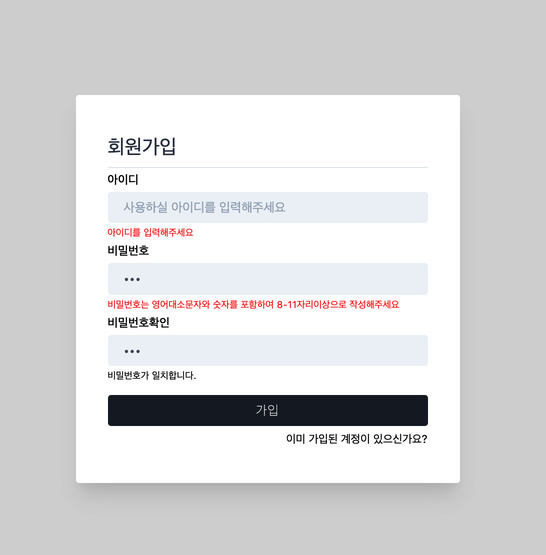 회원가입
아이디
사용하실 아이디를 입력해주세요
아이디를 입력해주세요
비밀번호
•••
비밀번호는 영어대소문자와 숫자를 포함하여 8-11자리이상으로 작성해주세요
비밀번호확인
•••
비밀번호가 일치합니다.
가입
이미 가입된 계정이 있으신가요?